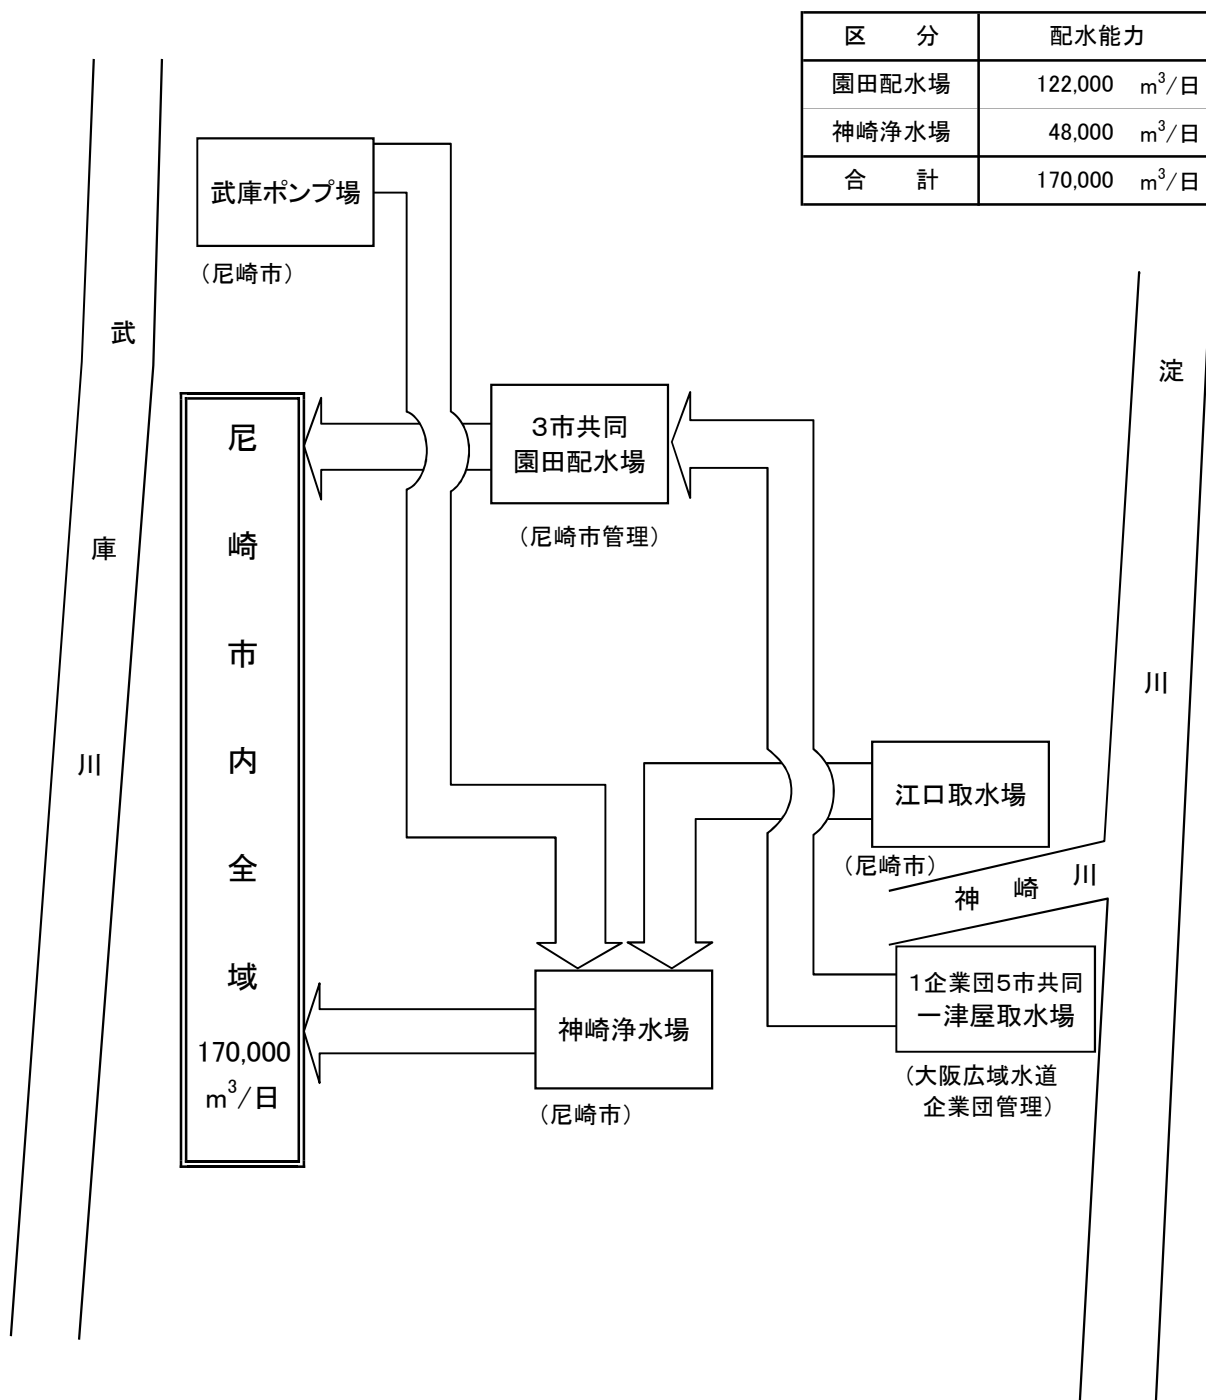 区　分　配水能力
園田配水場　122,000　m³/日
神崎浄水場　48,000　m³/日
合　計　170,000　m³/日
武庫ポンプ場
（尼崎市）
武庫川
淀川
3市共同
園田配水場
（尼崎市管理）
尼崎市内全域
170,000
m³/日
江口取水場
（尼崎市）
神崎川
1企業団5市共同
一津屋取水場
（大阪広域水道
企業団管理）
神崎浄水場
（尼崎市）